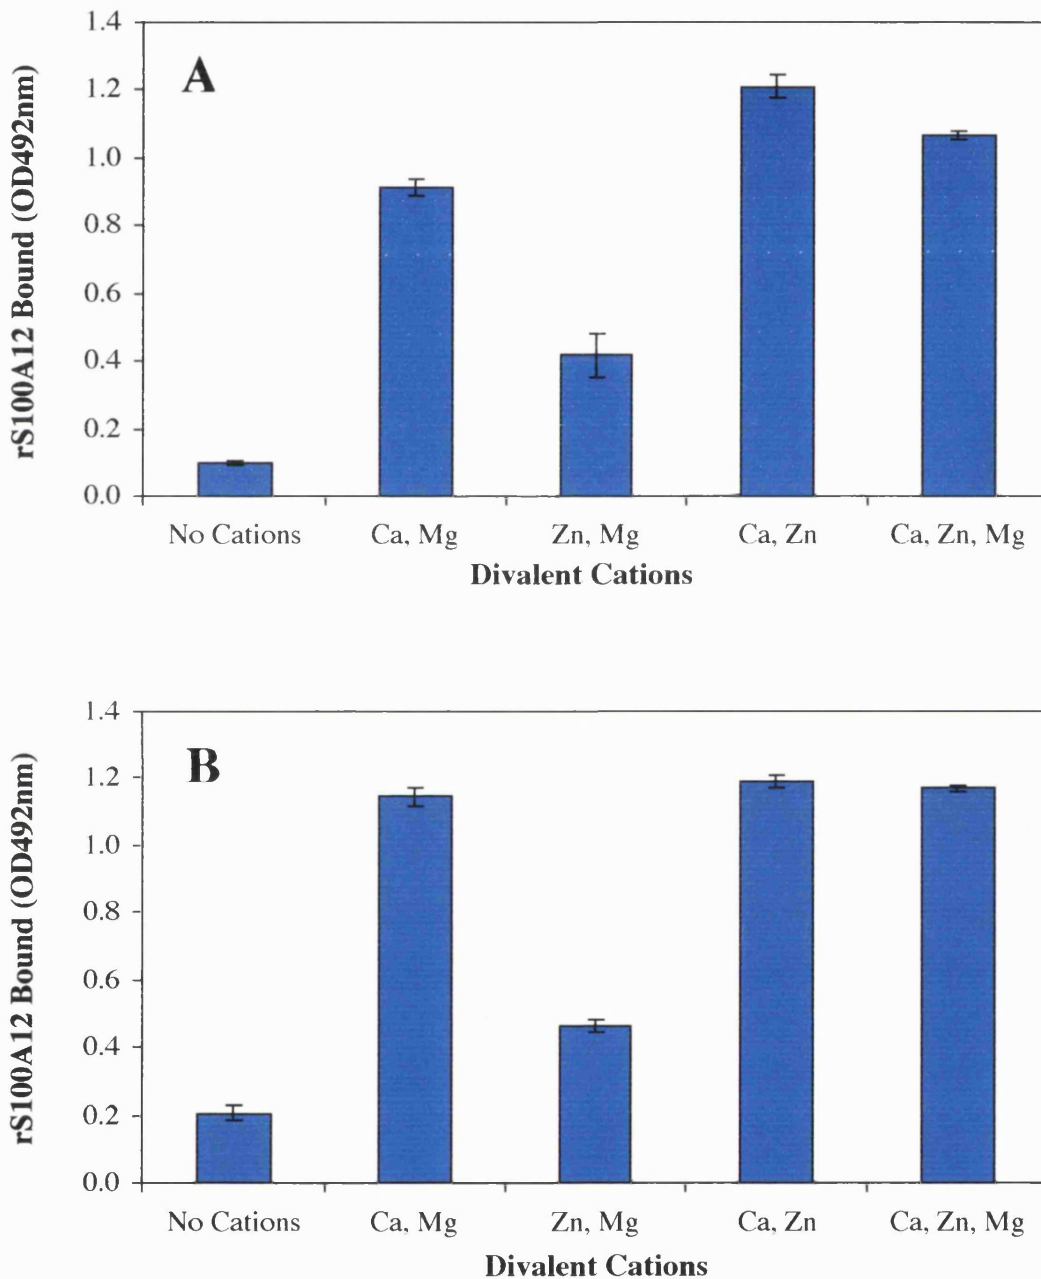 A
rS100A12 Bound (OD492nm)
1.4
1.2
1.0
0.8
0.6
0.4
0.2
0.0
No Cations Ca, Mg Zn, Mg Ca, Zn Ca, Zn, Mg
Divalent Cations
B
rS100A12 Bound (OD492nm)
1.4
1.2
1.0
0.8
0.6
0.4
0.2
0.0
No Cations Ca, Mg Zn, Mg Ca, Zn Ca, Zn, Mg
Divalent Cations